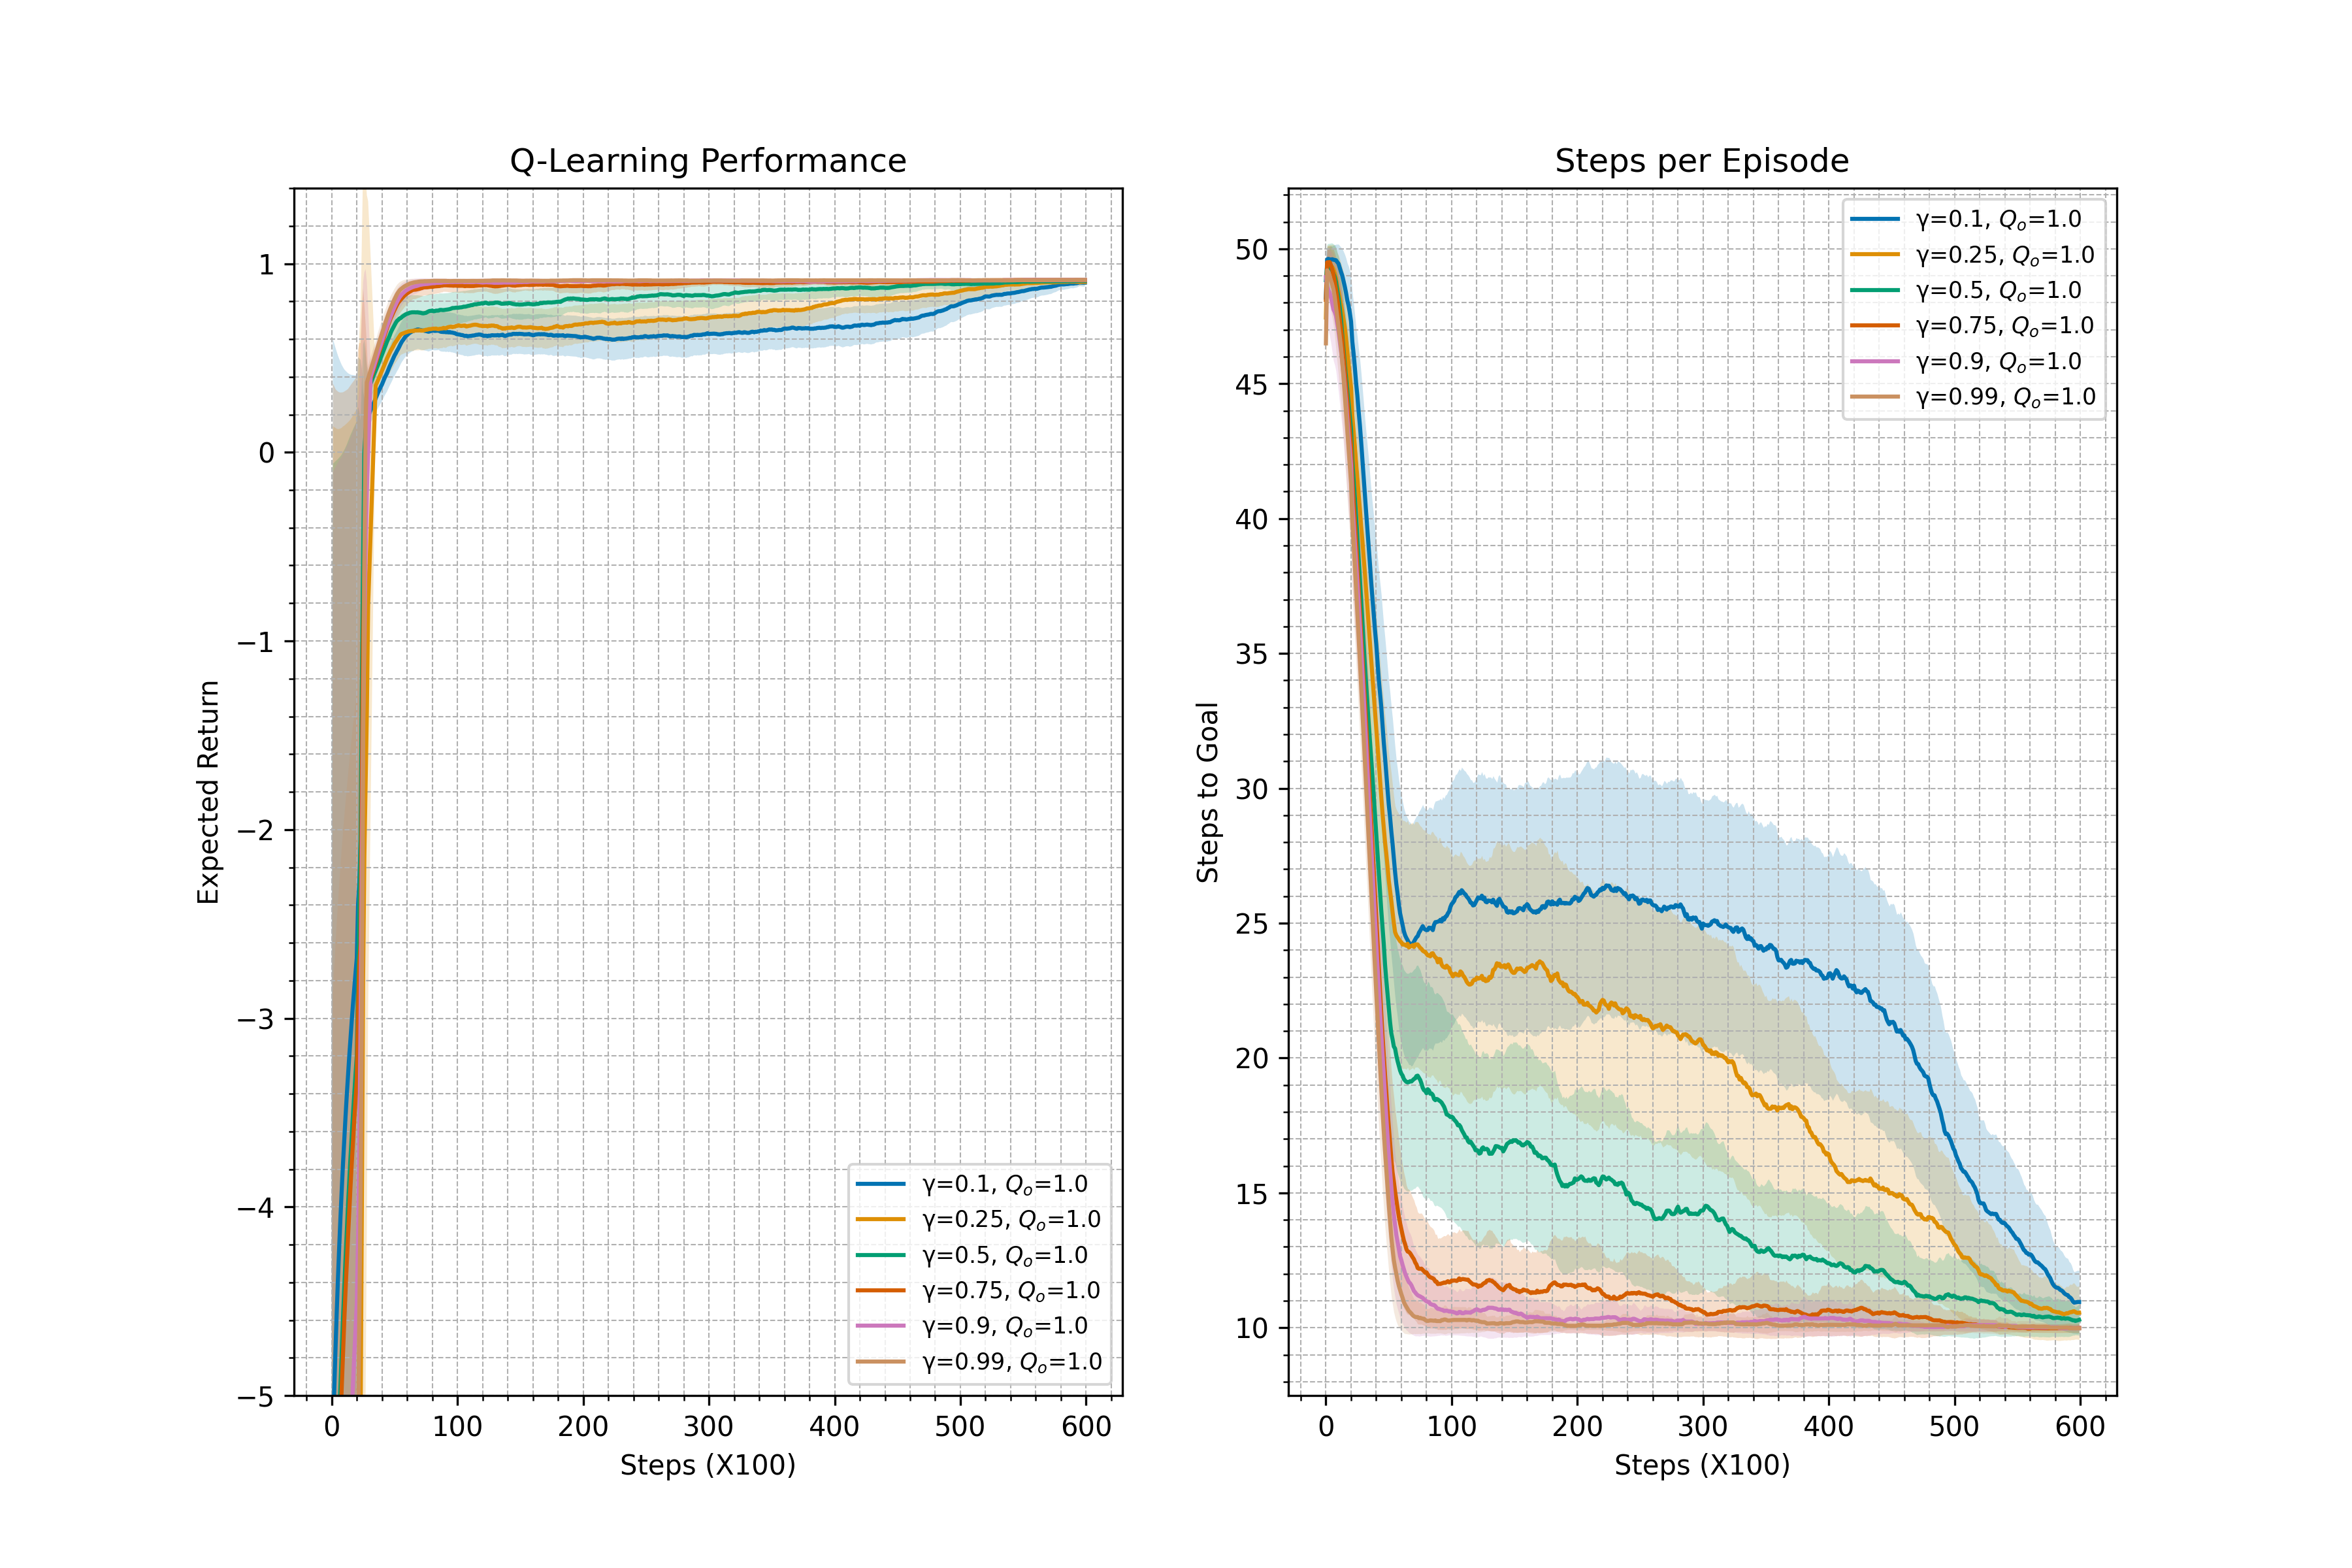 Q-Learning Performance
Expected Return
1
0
−1
−2
−3
−4
−5
0 100 200 300 400 500 600
Steps (X100)
γ=0.1, Qₒ=1.0
γ=0.25, Qₒ=1.0
γ=0.5, Qₒ=1.0
γ=0.75, Qₒ=1.0
γ=0.9, Qₒ=1.0
γ=0.99, Qₒ=1.0
Steps per Episode
Steps to Goal
50
45
40
35
30
25
20
15
10
0 100 200 300 400 500 600
Steps (X100)
γ=0.1, Qₒ=1.0
γ=0.25, Qₒ=1.0
γ=0.5, Qₒ=1.0
γ=0.75, Qₒ=1.0
γ=0.9, Qₒ=1.0
γ=0.99, Qₒ=1.0